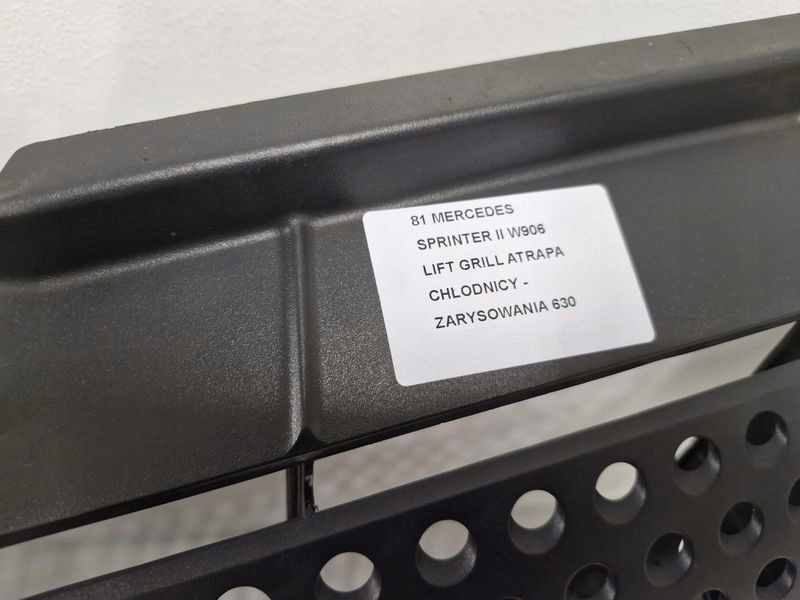 81 MERCEDES
SPRINTER II W906
LIFT GRILL ATRAPA
CHLODNICY -
ZARYSOWANIA 630